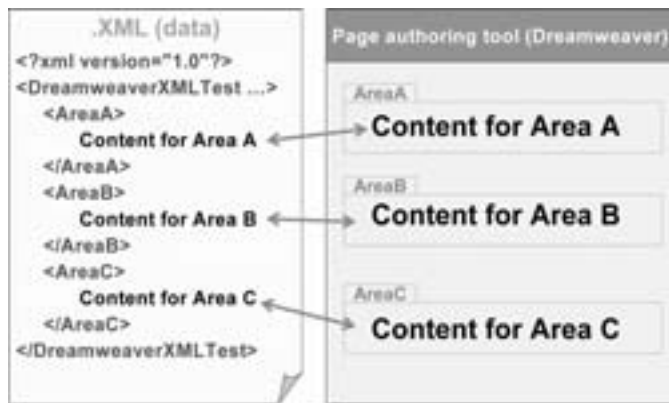 .XML (data)
<?xml version="1.0"?>
<DreamweaverXMLTest ...>
<AreaA>
Content for Area A
</AreaA>
<AreaB>
Content for Area B
</AreaB>
<AreaC>
Content for Area C
</AreaC>
</DreamweaverXMLTest>
Page authoring tool (Dreamweaver)
AreaA
Content for Area A
AreaB
Content for Area B
AreaC
Content for Area C